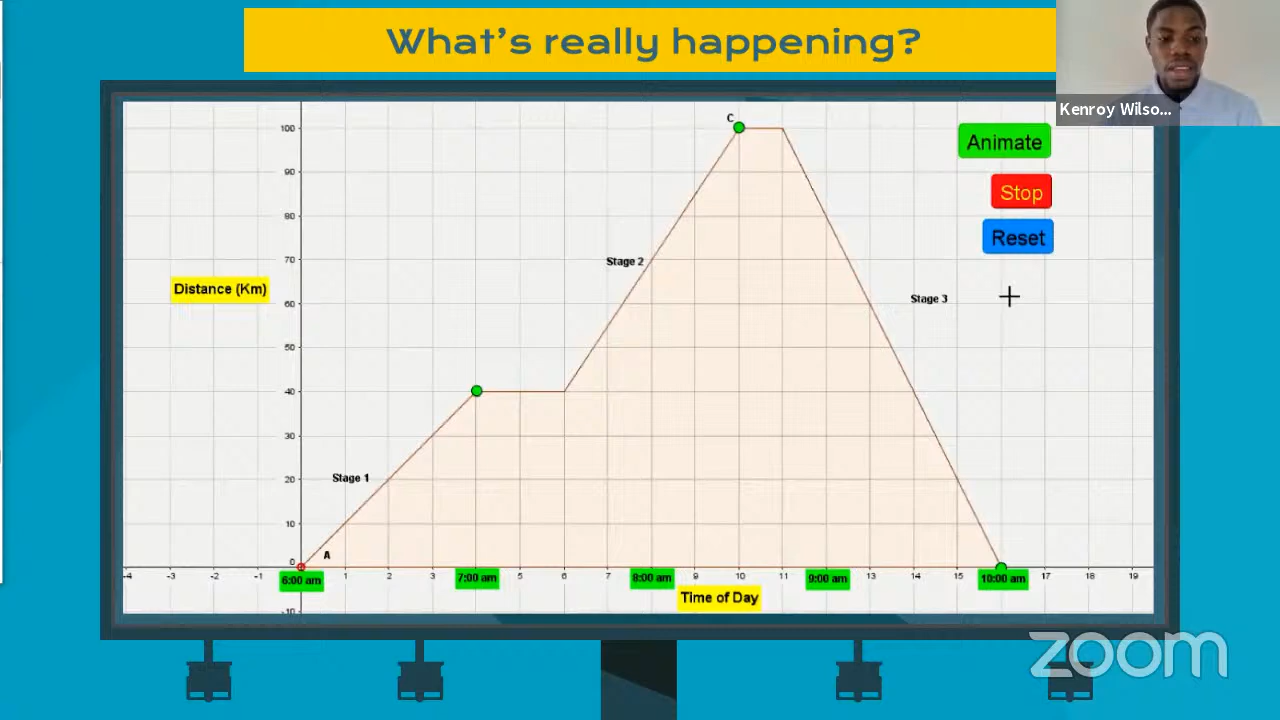 What's really happening?
Kenroy Wilso...
C
100
Animate
90
Stop
80
Reset
70
Stage 2
Distance (Km)
60
Stage 3
50
40
30
Stage 1
20
10
A
0
-4 -3 -2 -1 6:00 am 1 2 3 7:00 am 5 6 7 8:00 am 9 10 11 9:00 am 13 14 15 10:00 am 17 18 19
Time of Day
-10
zoom